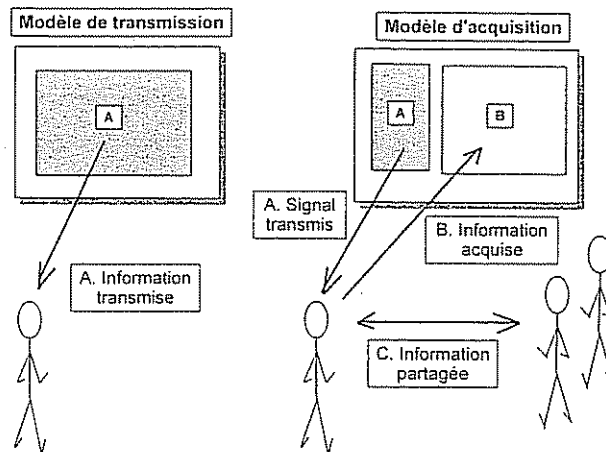 Modèle de transmission
A
A. Information
transmise
Modèle d'acquisition
A
B
A. Signal
transmis
B. Information
acquise
C. Information
partagée